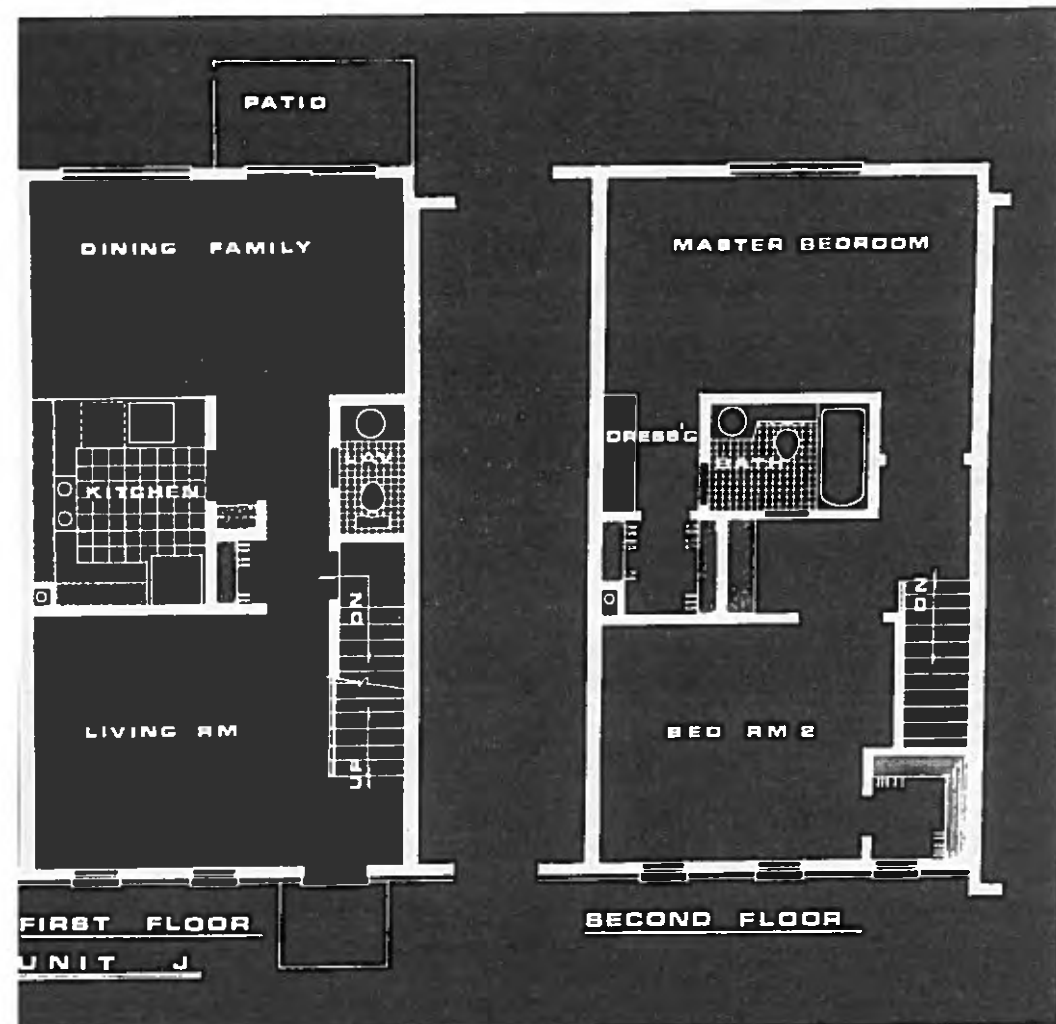 PATIO
DINING FAMILY
KITCHEN
LAV
DN
LIVING RM
UP
FIRST FLOOR
UNIT J
MASTER BEDROOM
DRESS'G
BATH
DN
BED RM 2
SECOND FLOOR